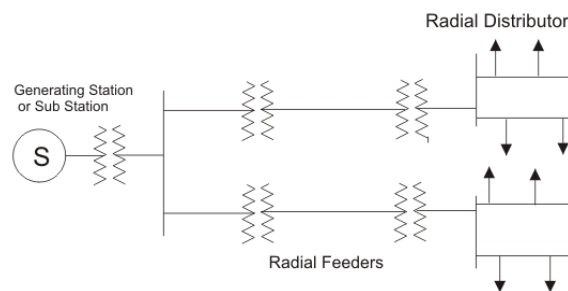 Radial Distributor
Generating Station
or Sub Station
S
Radial Feeders